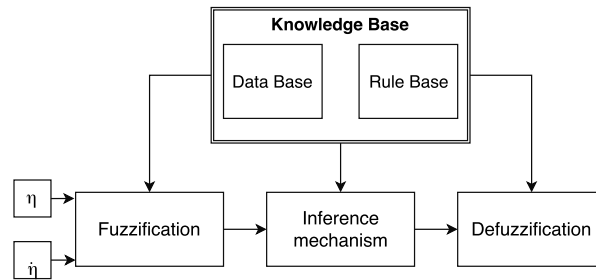 Knowledge Base
Data Base
Rule Base
η
Fuzzification
Inference
mechanism
Defuzzification
η̇